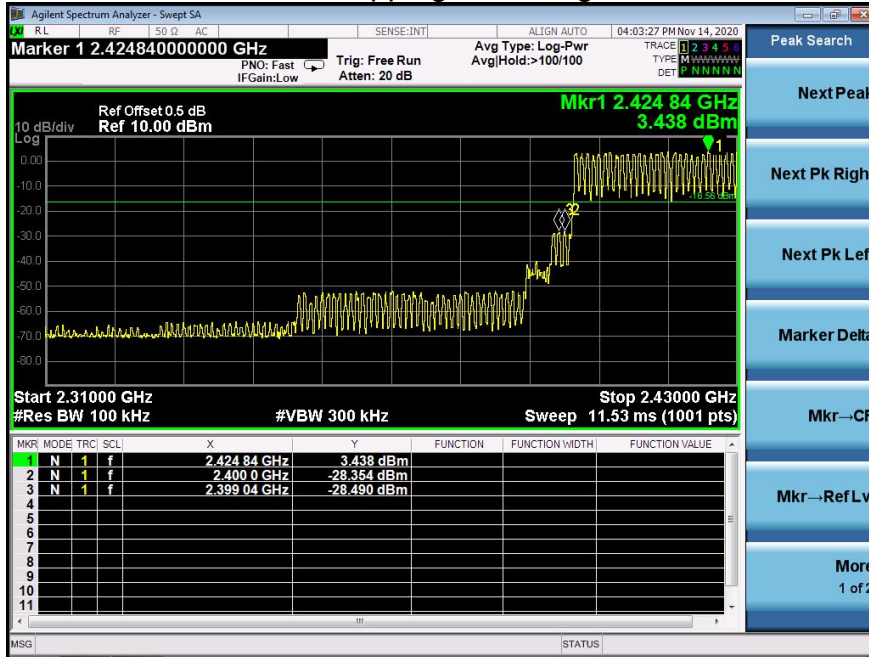 Agilent Spectrum Analyzer - Swept SA
LXI RL RF 50 Ω AC SENSE:INT ALIGN AUTO 04:03:27 PM Nov 14, 2020
Marker 1 2.424840000000 GHz
PNO: Fast
IFGain:Low
Trig: Free Run
Atten: 20 dB
Avg Type: Log-Pwr
Avg|Hold:>100/100
TRACE 1 2 3 4 5 6
TYPE M WWWWW
DET P N N N N N
Peak Search
Ref Offset 0.5 dB
Mkr1 2.424 84 GHz
10 dB/div Ref 10.00 dBm 3.438 dBm
Log
0.00
-10.0
-20.0
-30.0
-40.0
-50.0
-60.0
-70.0
-80.0
1
-16.56 dBm
32
Start 2.31000 GHz Stop 2.43000 GHz
#Res BW 100 kHz #VBW 300 kHz Sweep 11.53 ms (1001 pts)
MKR MODE TRC SCL X Y FUNCTION FUNCTION WIDTH FUNCTION VALUE
1 N 1 f 2.424 84 GHz 3.438 dBm
2 N 1 f 2.400 0 GHz -28.354 dBm
3 N 1 f 2.399 04 GHz -28.490 dBm
4
5
6
7
8
9
10
11
MSG STATUS
Next Peak
Next Pk Righ
Next Pk Lef
Marker Delta
Mkr→CF
Mkr→Ref Lv
More
1 of 2